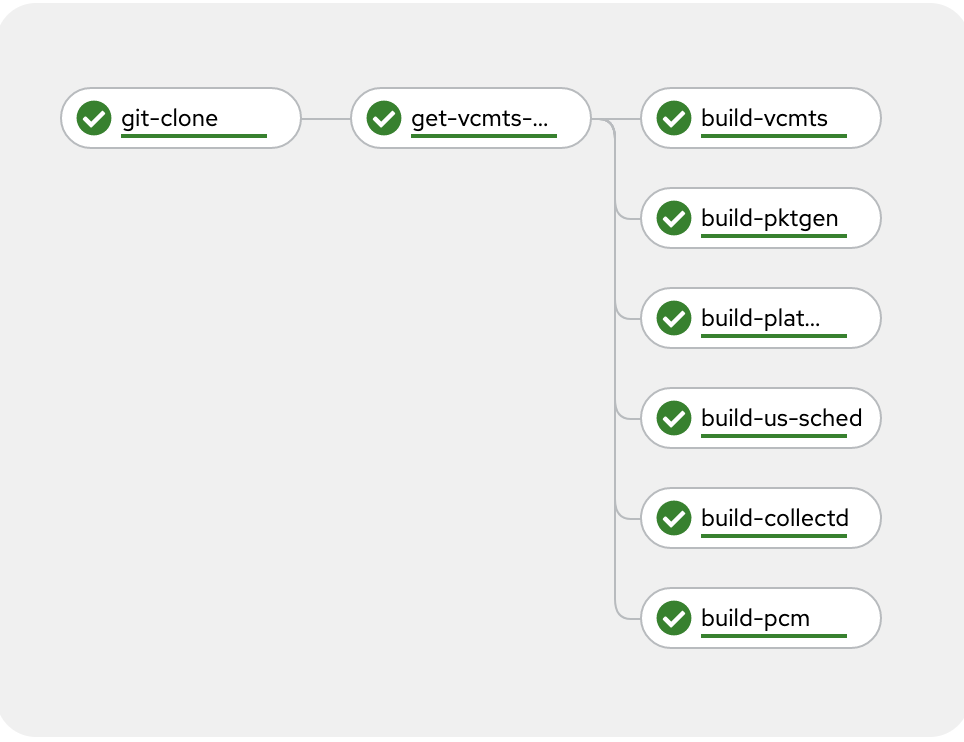 git-clone
get-vcmts-...
build-vcmts
build-pktgen
build-plat...
build-us-sched
build-collectd
build-pcm